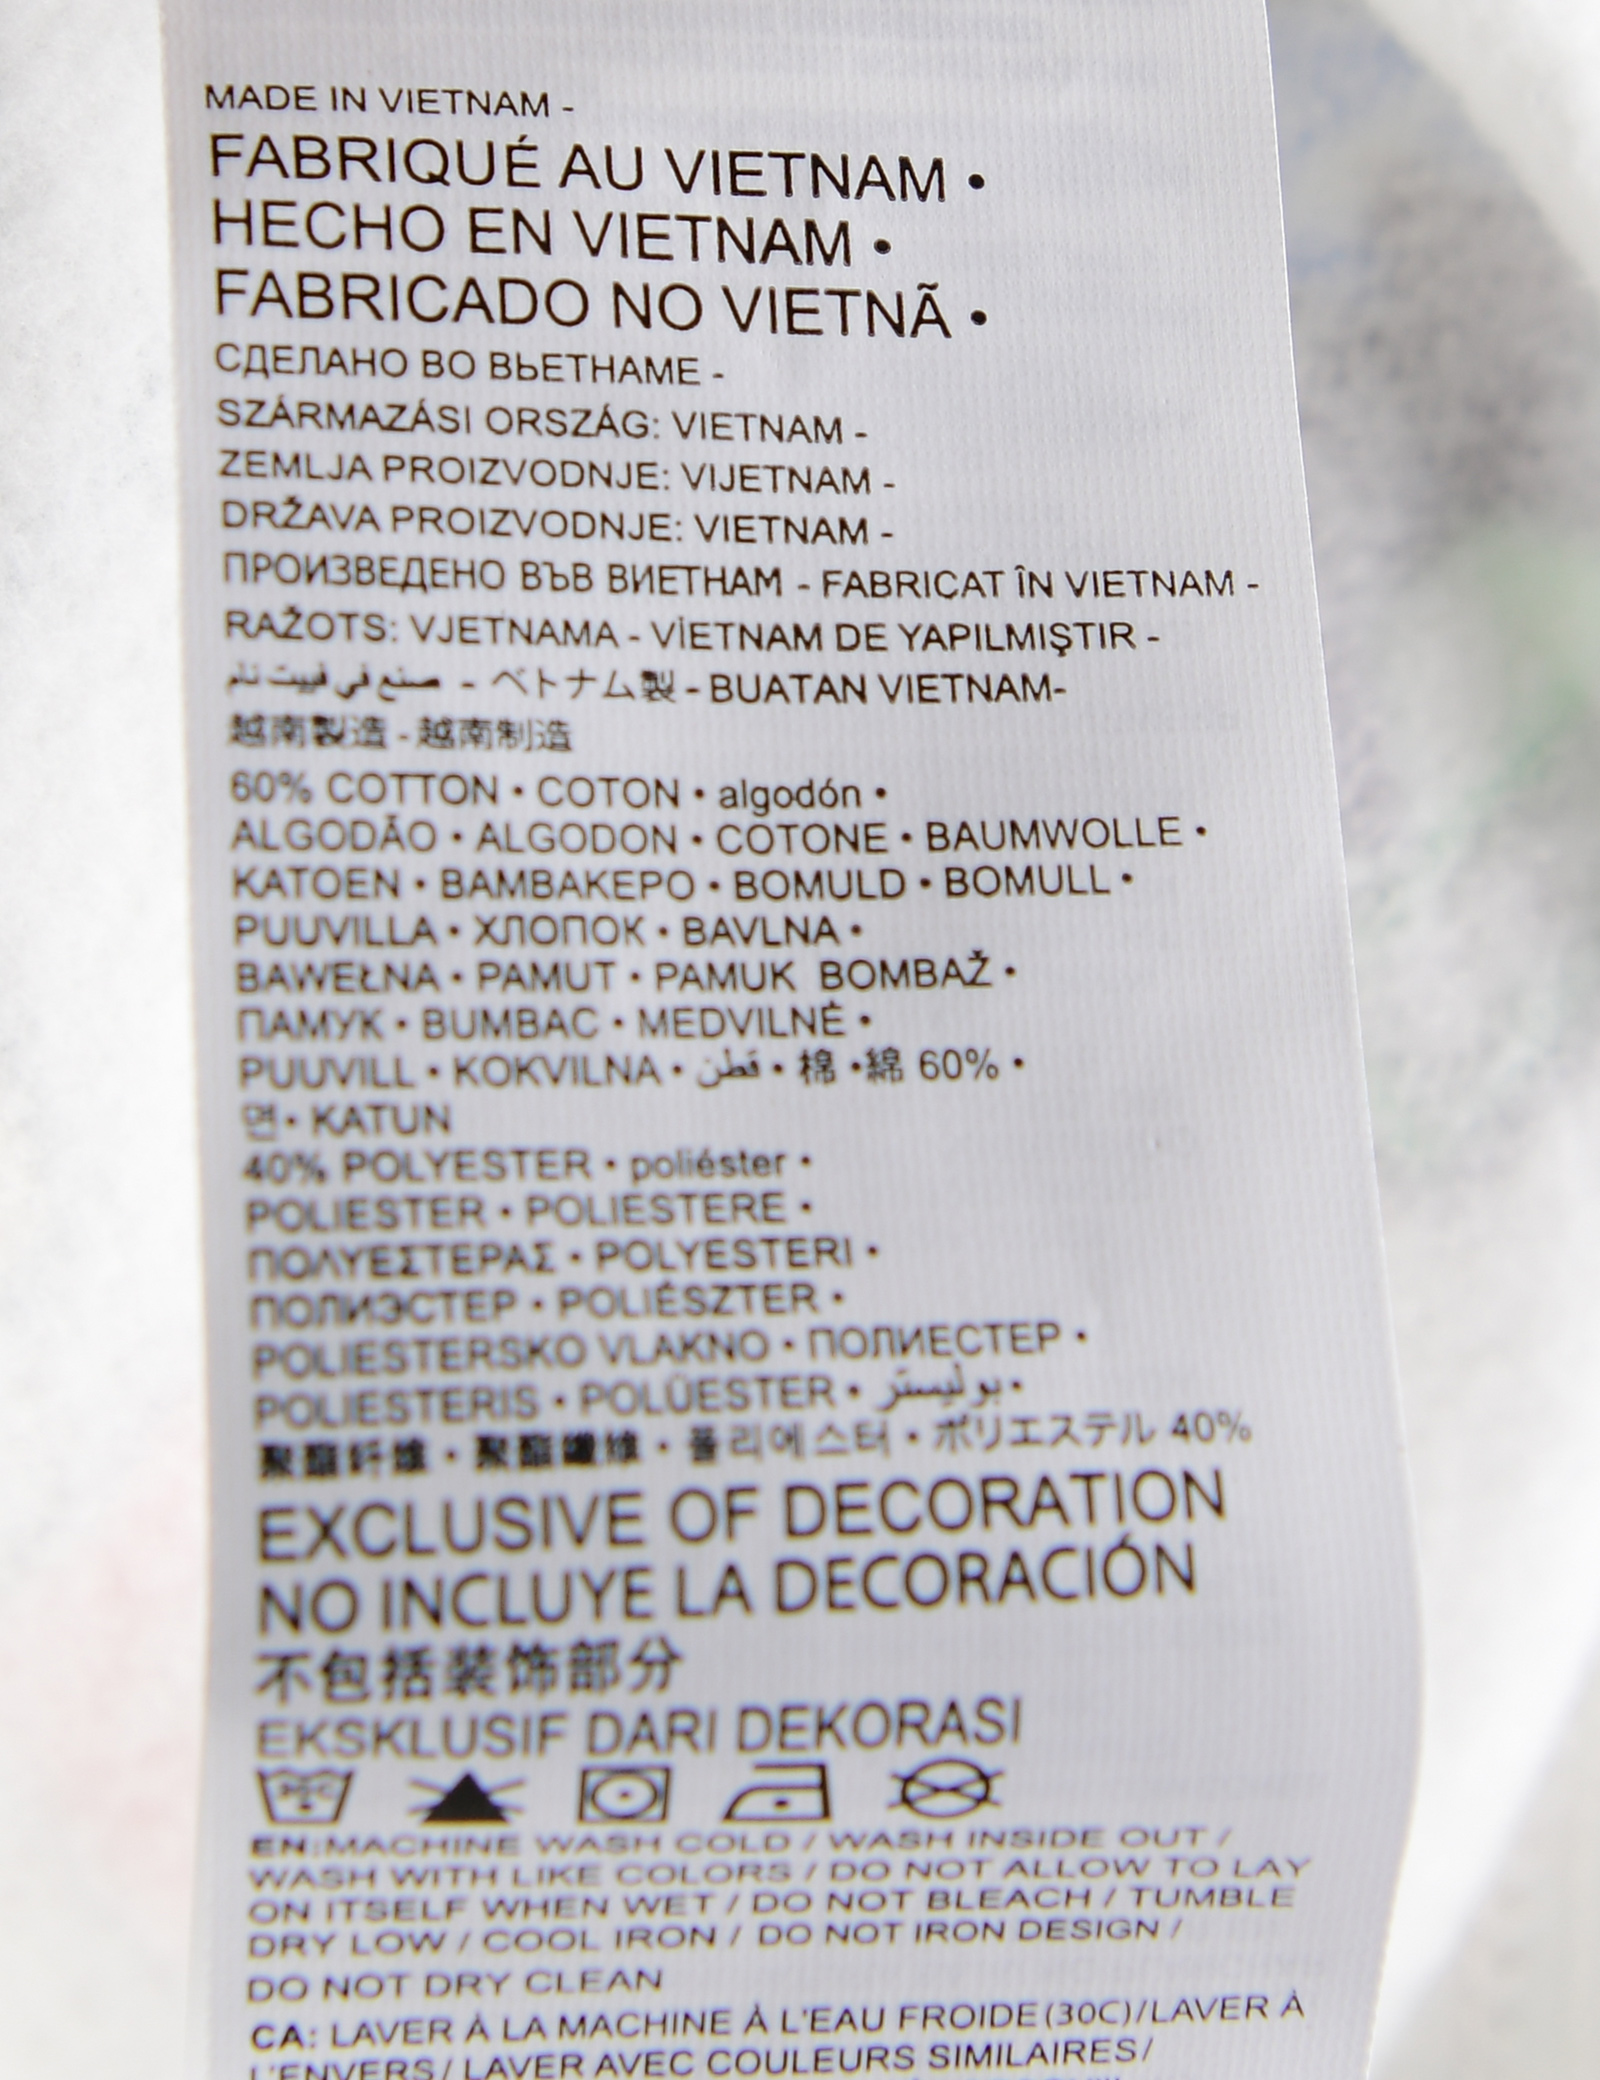 MADE IN VIETNAM -
FABRIQUÉ AU VIETNAM •
HECHO EN VIETNAM •
FABRICADO NO VIETNÃ •
СДЕЛАНО ВО ВЬЕТНАМЕ -
SZÁRMAZÁSI ORSZÁG: VIETNAM -
ZEMLJA PROIZVODNJE: VIJETNAM -
DRŽAVA PROIZVODNJE: VIETNAM -
ПРОИЗВЕДЕНО ВЪВ ВИЕТНАМ - FABRICAT ÎN VIETNAM -
RAŽOTS: VJETNAMA - VİETNAM DE YAPILMIŞTIR -
صنع في فييت نام - ベトナム製 - BUATAN VIETNAM-
越南製造 - 越南制造
60% COTTON • COTON • algodón •
ALGODÃO • ALGODON • COTONE • BAUMWOLLE •
KATOEN • BAMBAKEPO • BOMULD • BOMULL •
PUUVILLA • ХЛОПОК • BAVLNA •
BAWEŁNA • PAMUT • PAMUK BOMBAŽ •
ПАМУК • BUMBAC • MEDVILNĖ •
PUUVILL • KOKVILNA • قطن • 棉 •綿 60% •
면 • KATUN
40% POLYESTER • poliéster •
POLIESTER • POLIESTERE •
ΠΟΛΥΕΣΤΕΡΑΣ • POLYESTERI •
ПОЛИЭСТЕР • POLIÉSZTER •
POLIESTERSKO VLAKNO • ПОЛИЕСТЕР •
POLIESTERIS • POLÜESTER • بوليستر •
聚酯纤维 • 聚酯纖維 • 폴리에스터 • ポリエステル 40%
EXCLUSIVE OF DECORATION
NO INCLUYE LA DECORACIÓN
不包括装饰部分
EKSKLUSIF DARI DEKORASI
EN:MACHINE WASH COLD / WASH INSIDE OUT /
WASH WITH LIKE COLORS / DO NOT ALLOW TO LAY
ON ITSELF WHEN WET / DO NOT BLEACH / TUMBLE
DRY LOW / COOL IRON / DO NOT IRON DESIGN /
DO NOT DRY CLEAN
CA: LAVER À LA MACHINE À L'EAU FROIDE(30C)/LAVER À
L'ENVERS/ LAVER AVEC COULEURS SIMILAIRES/